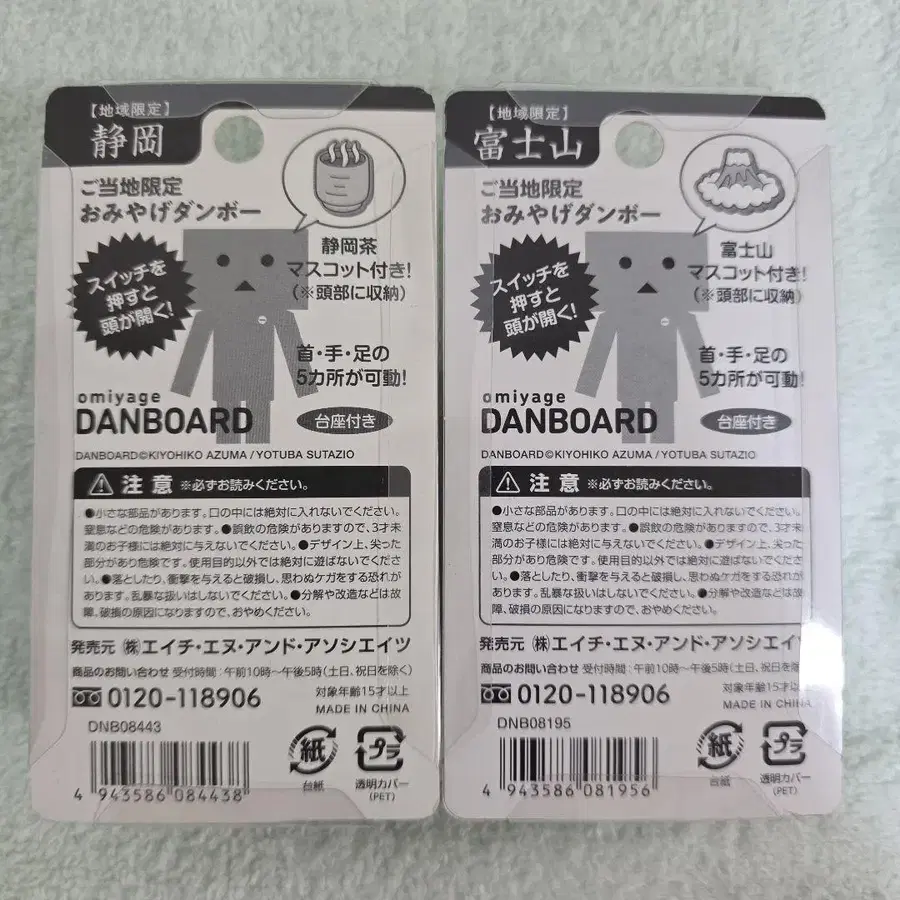 【地域限定】
静岡
ご当地限定
おみやげダンボー
静岡茶
マスコット付き!
(※頭部に収納)
スイッチを
押すと
頭が開く!
首・手・足の
5カ所が可動!
omiyage
DANBOARD
台座付き
DANBOARD©KIYOHIKO AZUMA / YOTUBA SUTAZIO
注意 ※必ずお読みください。
●小さな部品があります。口の中には絶対に入れないでください。
窒息などの危険があります。●誤飲の危険がありますので、3才未
満のお子様には絶対に与えないでください。●デザイン上、尖った
部分があり危険です。使用目的以外では絶対に遊ばないでくださ
い。●落としたり、衝撃を与えると破損し、思わぬケガをする恐れが
あります。乱暴な扱いはしないでください。●分解や改造などは故
障、破損の原因になりますので、おやめください。
発売元 ㈱エイチ・エヌ・アンド・アソシエイツ
商品のお問い合わせ 受付時間:午前10時〜午後5時(土日、祝日を除く)
0120-118906
対象年齢15才以上
MADE IN CHINA
DNB08443
4 943586 084438
紙
台紙
プラ
透明カバー
(PET)
【地域限定】
富士山
ご当地限定
おみやげダンボー
富士山
マスコット付き!
(※頭部に収納)
スイッチを
押すと
頭が開く!
首・手・足の
5カ所が可動!
omiyage
DANBOARD
台座付き
DANBOARD©KIYOHIKO AZUMA / YOTUBA SUTAZIO
注意 ※必ずお読みください。
●小さな部品があります。口の中には絶対に入れないでください。
窒息などの危険があります。●誤飲の危険がありますので、3才未
満のお子様には絶対に与えないでください。●デザイン上、尖った
部分があり危険です。使用目的以外では絶対に遊ばないでくださ
い。●落としたり、衝撃を与えると破損し、思わぬケガをする恐れが
あります。乱暴な扱いはしないでください。●分解や改造などは故
障、破損の原因になりますので、おやめください。
発売元 ㈱エイチ・エヌ・アンド・アソシエイツ
商品のお問い合わせ 受付時間:午前10時〜午後5時(土日、祝日を除
0120-118906
対象年齢15才以上
MADE IN CHINA
DNB08195
4 943586 081956
紙
台紙
プラ
透明カバー
(PET)